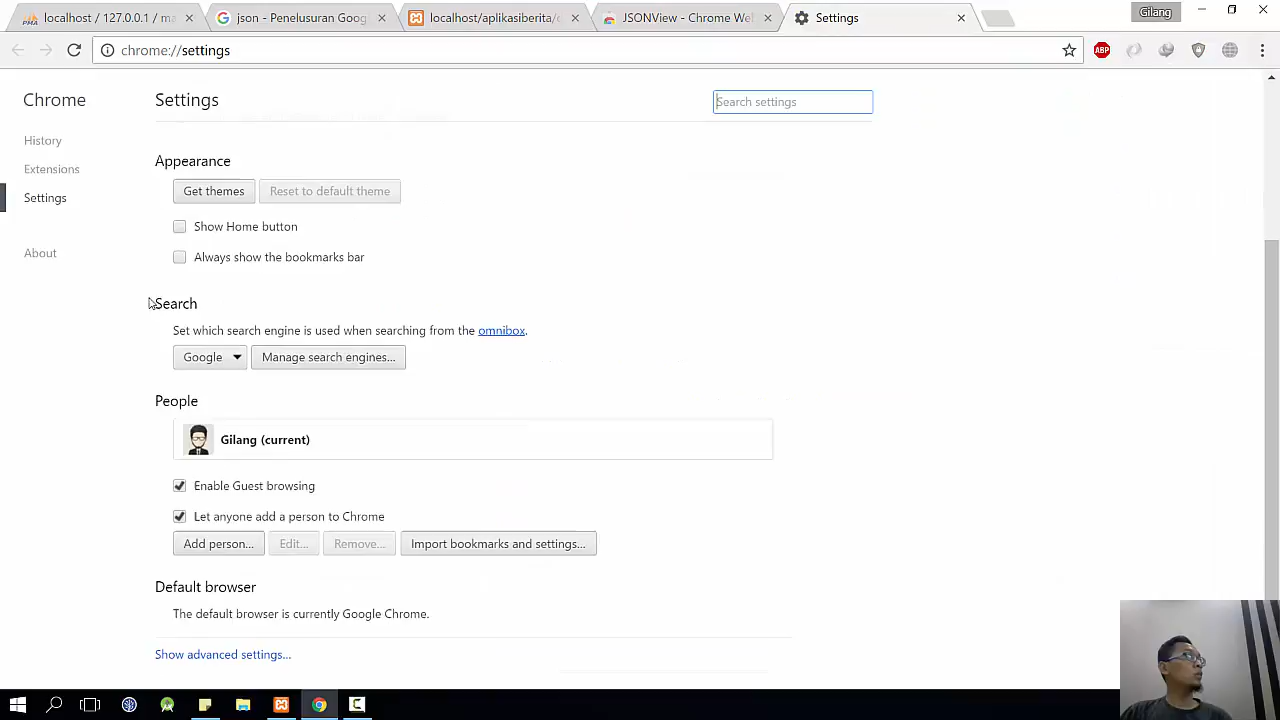 localhost / 127.0.0.1 / ma
json - Penelusuran Googl
localhost/aplikasiberita/
JSONView - Chrome Wel
Settings
Gilang
chrome://settings
ABP
Chrome
Settings
Search settings
History
Extensions
Settings
About
Appearance
Get themes
Reset to default theme
Show Home button
Always show the bookmarks bar
Search
Set which search engine is used when searching from the omnibox.
Google
Manage search engines...
People
Gilang (current)
Enable Guest browsing
Let anyone add a person to Chrome
Add person...
Edit...
Remove...
Import bookmarks and settings...
Default browser
The default browser is currently Google Chrome.
Show advanced settings...